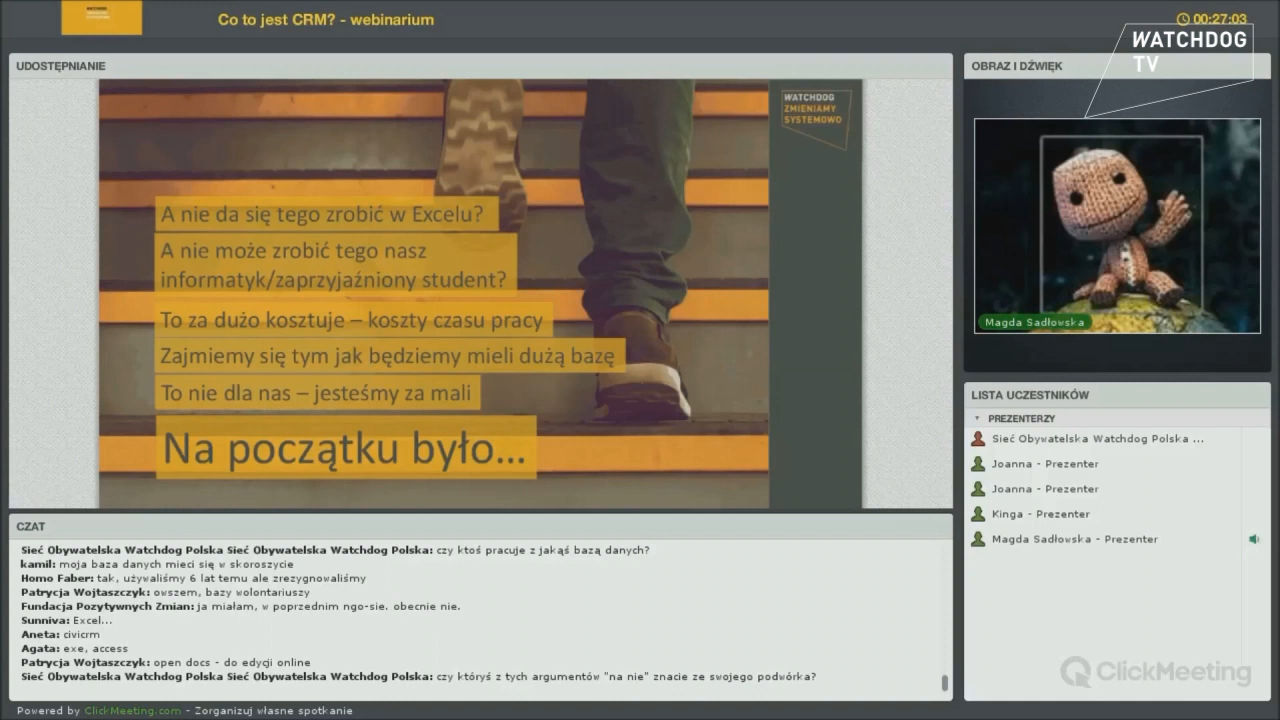 Co to jest CRM? - webinarium
00:27:03
WATCHDOG
TV
UDOSTĘPNIANIE
WATCHDOG
ZMIENIAMY
SYSTEMOWO
A nie da się tego zrobić w Excelu?
A nie może zrobić tego nasz
informatyk/zaprzyjaźniony student?
To za dużo kosztuje – koszty czasu pracy
Zajmiemy się tym jak będziemy mieli dużą bazę
To nie dla nas – jesteśmy za mali
Na początku było...
OBRAZ I DŹWIĘK
Magda Sadłowska
LISTA UCZESTNIKÓW
PREZENTERZY
Sieć Obywatelska Watchdog Polska ...
Joanna - Prezenter
Joanna - Prezenter
Kinga - Prezenter
Magda Sadłowska - Prezenter
ClickMeeting
CZAT
Sieć Obywatelska Watchdog Polska Sieć Obywatelska Watchdog Polska: czy ktoś pracuje z jakąś bazą danych?
kamil: moja baza danych mieci się w skoroszycie
Homo Faber: tak, używaliśmy 6 lat temu ale zrezygnowaliśmy
Patrycja Wojtaszczyk: owszem, bazy wolontariuszy
Fundacja Pozytywnych Zmian: ja miałam, w poprzednim ngo-sie. obecnie nie.
Sunniva: Excel...
Aneta: civicrm
Agata: exe, access
Patrycja Wojtaszczyk: open docs - do edycji online
Sieć Obywatelska Watchdog Polska Sieć Obywatelska Watchdog Polska: czy któryś z tych argumentów "na nie" znacie ze swojego podwórka?
Powered by ClickMeeting.com - Zorganizuj własne spotkanie